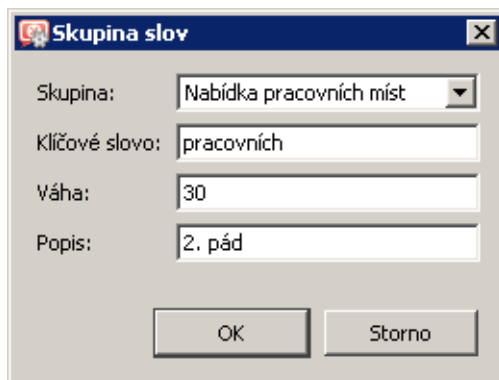 Skupina slov
Skupina: Nabídka pracovních míst
Klíčové slovo: pracovních
Váha: 30
Popis: 2. pád
OK Storno